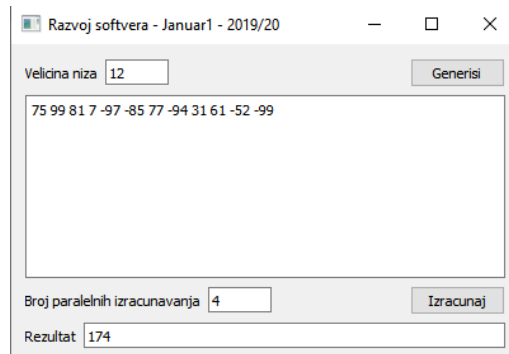 Razvoj softvera - Januar1 - 2019/20
Velicina niza 12 Generisi
75 99 81 7 -97 -85 77 -94 31 61 -52 -99
Broj paralelnih izracunavanja 4 Izracunaj
Rezultat 174